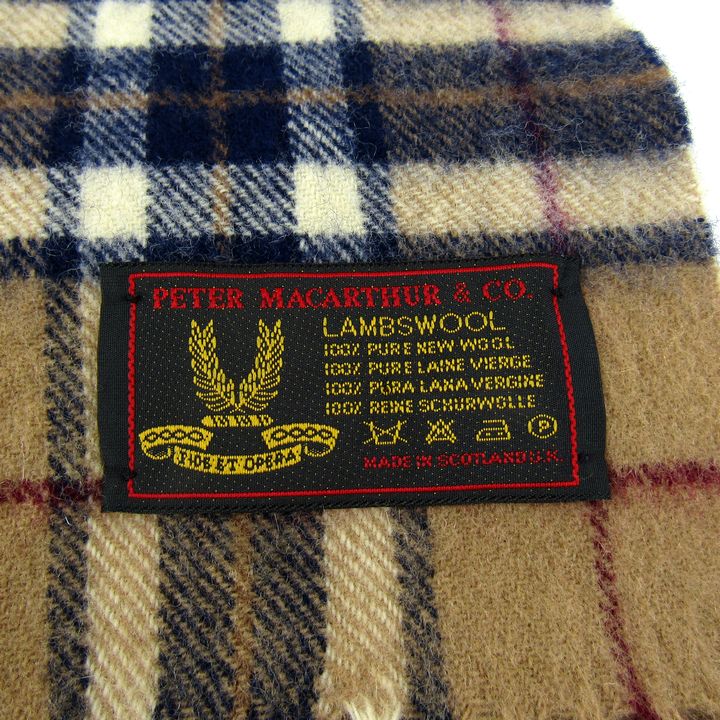 PETER MACARTHUR & CO.
LAMBSWOOL
100% PURE NEW WOOL
100% PURE LAINE VIERGE
100% PURA LANA VERGINE
100% REINE SCHURWOLLE
FIDE ET OPERA
P
MADE IN SCOTLAND U.K.